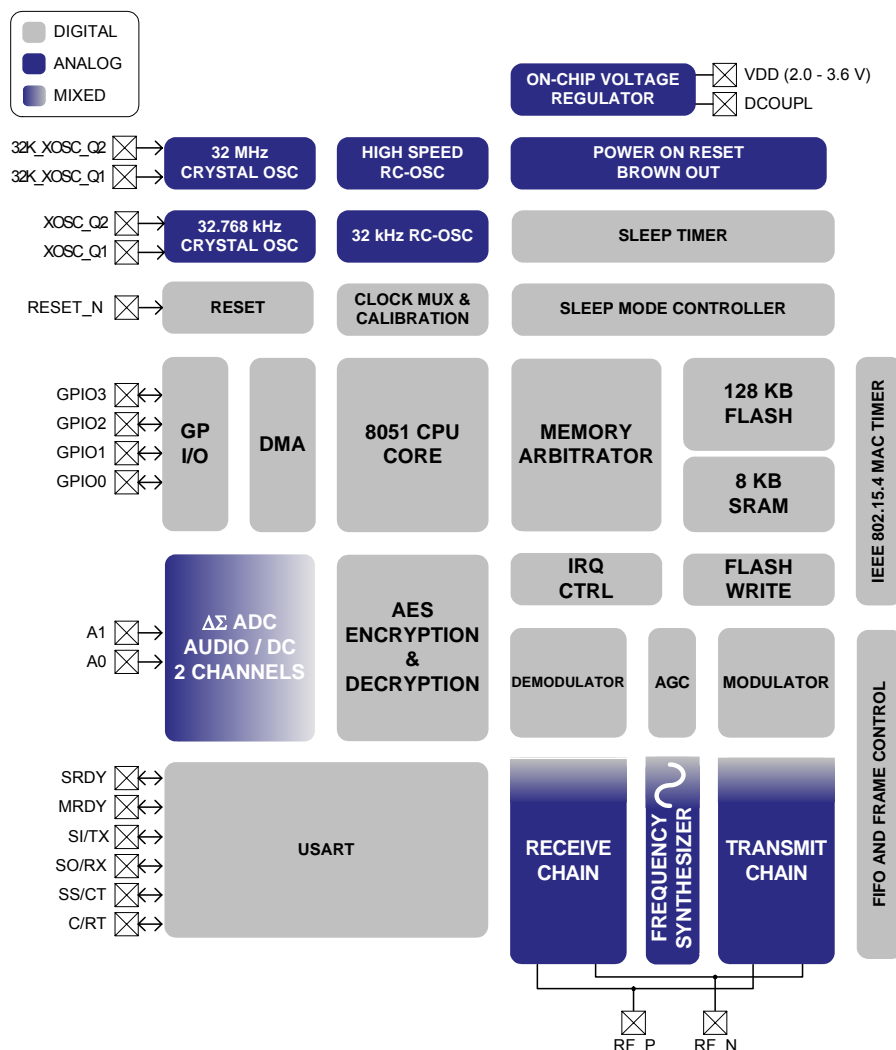 DIGITAL
ANALOG
MIXED
ON-CHIP VOLTAGE
REGULATOR
VDD (2.0 - 3.6 V)
DCOUPL
32K_XOSC_Q2
32K_XOSC_Q1
32 MHz
CRYSTAL OSC
HIGH SPEED
RC-OSC
POWER ON RESET
BROWN OUT
XOSC_Q2
XOSC_Q1
32.768 kHz
CRYSTAL OSC
32 kHz RC-OSC
SLEEP TIMER
RESET_N
RESET
CLOCK MUX &
CALIBRATION
SLEEP MODE CONTROLLER
GPIO3
GPIO2
GPIO1
GPIO0
GP
I/O
DMA
8051 CPU
CORE
MEMORY
ARBITRATOR
128 KB
FLASH
8 KB
SRAM
IEEE 802.15.4 MAC TIMER
IRQ
CTRL
FLASH
WRITE
A1
A0
ΔΣ ADC
AUDIO / DC
2 CHANNELS
AES
ENCRYPTION
&
DECRYPTION
DEMODULATOR
AGC
MODULATOR
FIFO AND FRAME CONTROL
SRDY
MRDY
SI/TX
SO/RX
SS/CT
C/RT
USART
RECEIVE
CHAIN
FREQUENCY
SYNTHESIZER
TRANSMIT
CHAIN
RF_P
RF_N